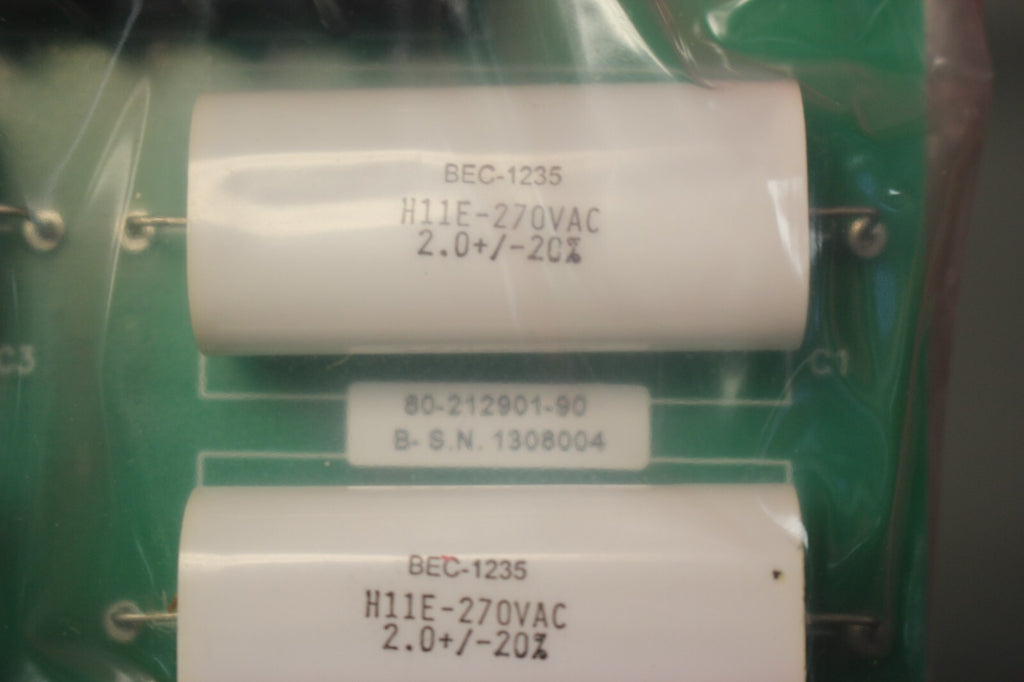 BEC-1235
H11E-270VAC
2.0+/-20%
C3
C1
80-212901-90
B- S.N. 1308004
BEC-1235
H11E-270VAC
2.0+/-20%